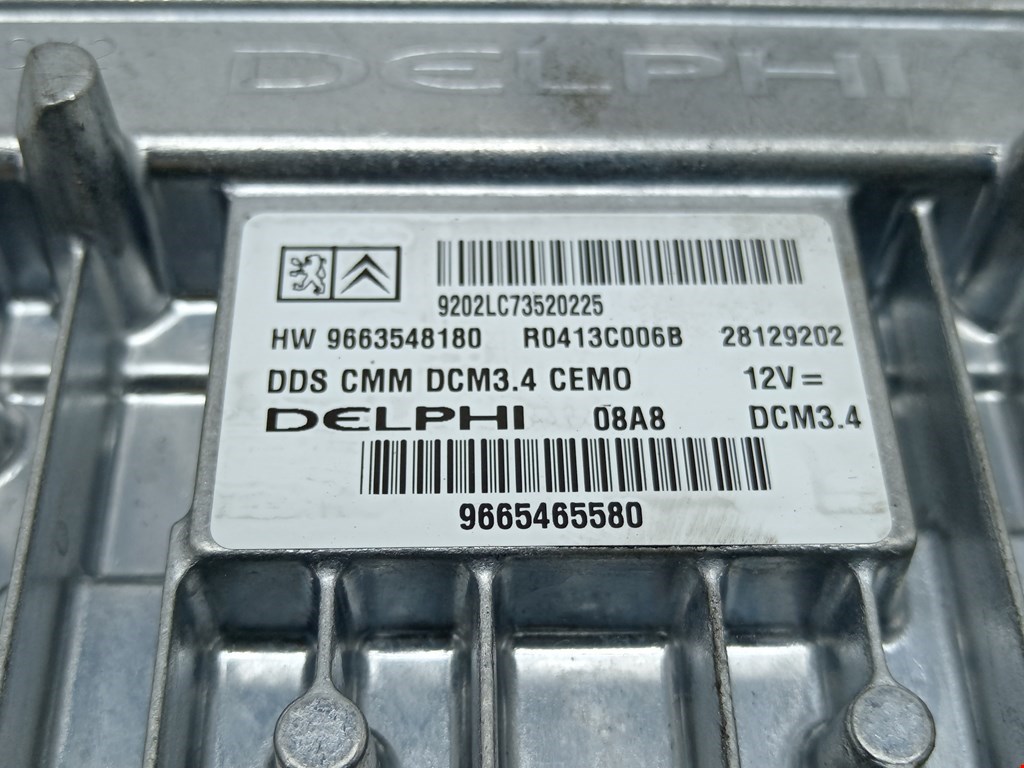 DELPHI
9202LC73520225
HW 9663548180 R0413C006B 28129202
DDS CMM DCM3.4 CEMO 12V=
DELPHI 08A8 DCM3.4
9665465580